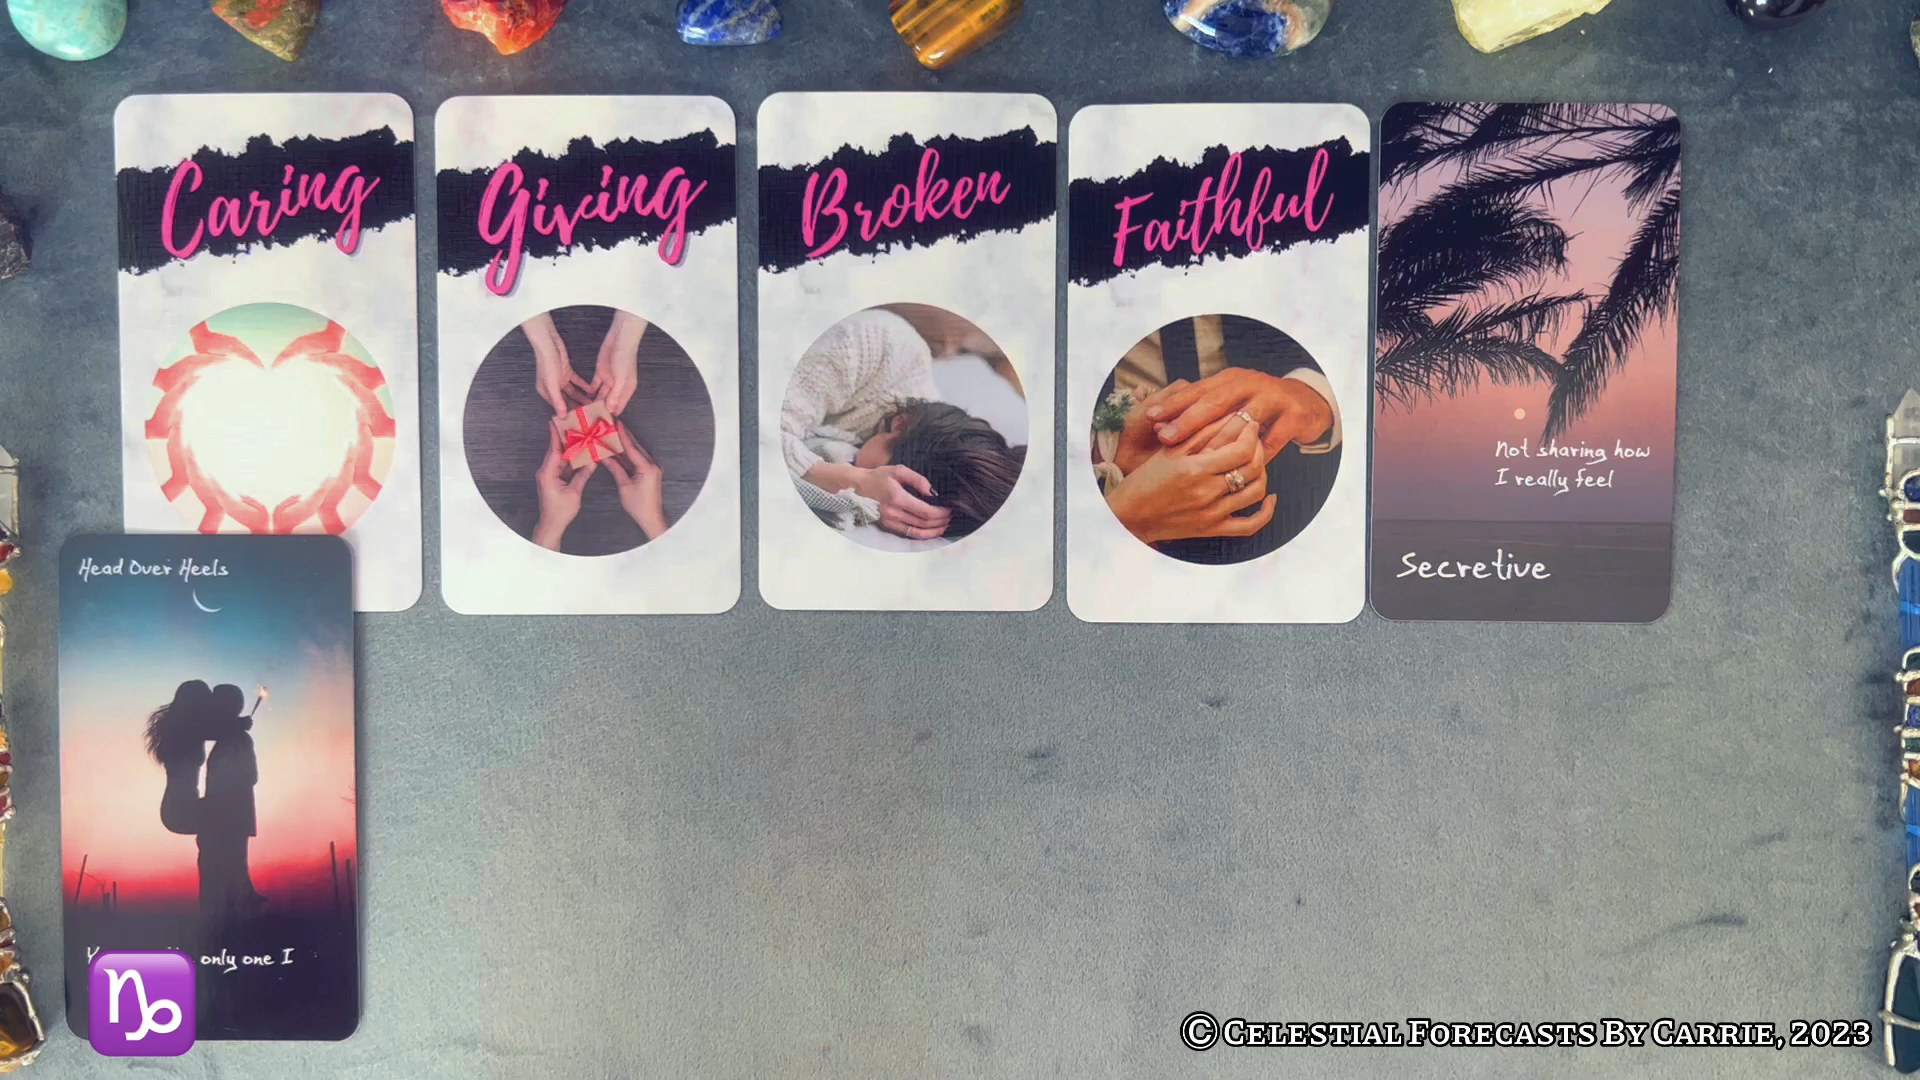 Caring
Giving
Broken
Faithful
Not sharing how
I really feel
Secretive
Head Over Heels
only one I
© Celestial Forecasts By Carrie, 2023